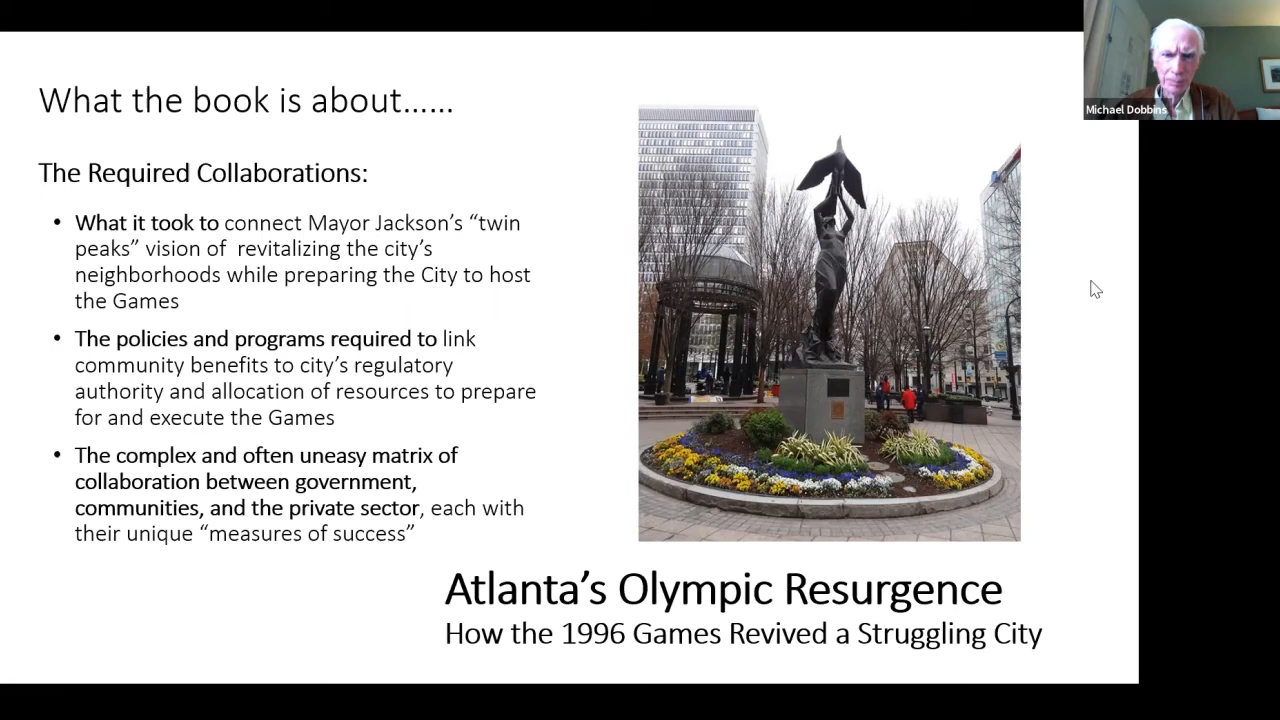 What the book is about......
Michael Dobbins
The Required Collaborations:
• What it took to connect Mayor Jackson's “twin
peaks” vision of revitalizing the city's
neighborhoods while preparing the City to host
the Games
• The policies and programs required to link
community benefits to city's regulatory
authority and allocation of resources to prepare
for and execute the Games
• The complex and often uneasy matrix of
collaboration between government,
communities, and the private sector, each with
their unique “measures of success”
Atlanta's Olympic Resurgence
How the 1996 Games Revived a Struggling City